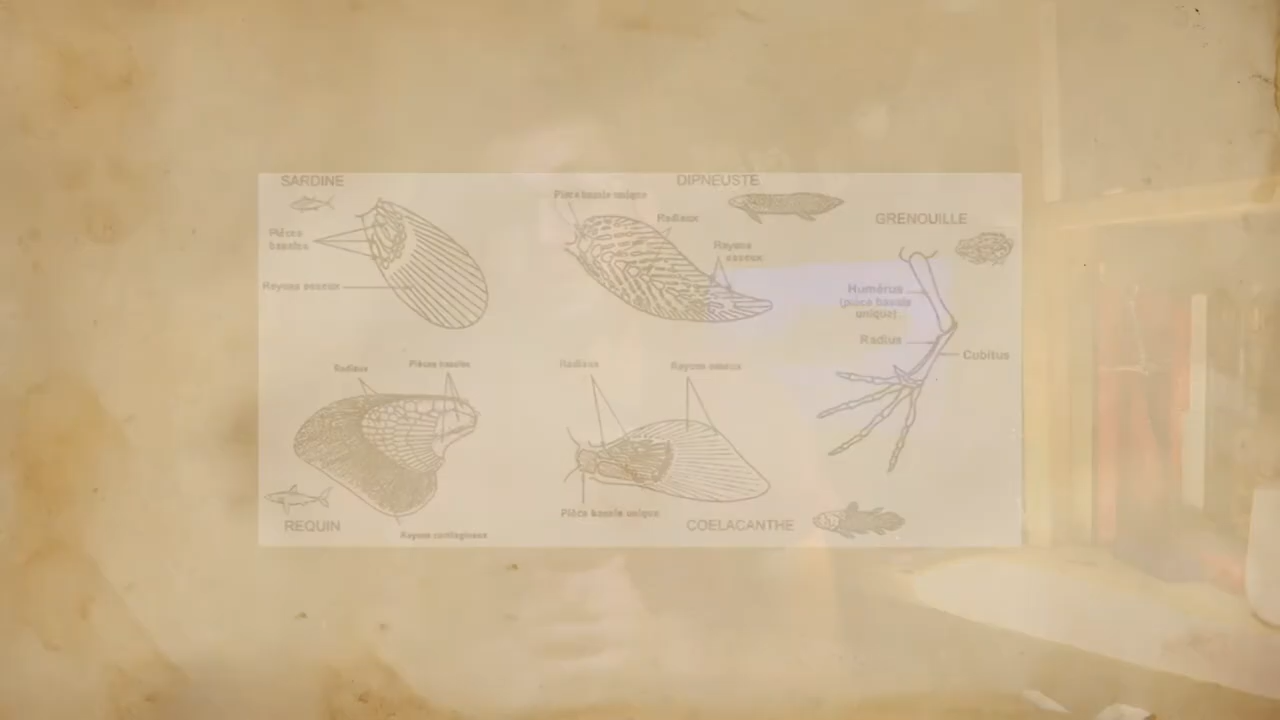 SARDINE
Pièces
basales
Rayons osseux
Pièce basale unique
Radiaux
DIPNEUSTE
Rayons
osseux
GRENOUILLE
Humérus
(pièce basale
unique)
Radius
Cubitus
Radiaux
Pièces basales
REQUIN
Rayons cartilagineux
Radiaux
Rayons osseux
Pièce basale unique
COELACANTHE